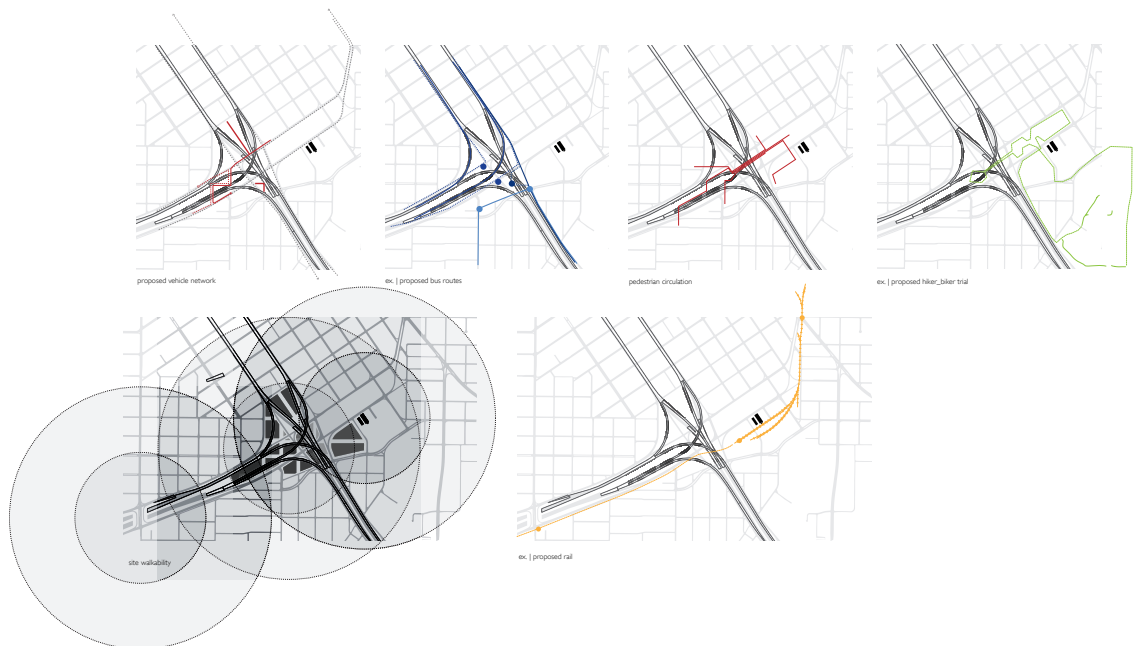 proposed vehicle network
ex. | proposed bus routes
pedestrian circulation
ex. | proposed hiker_biker trial
site walkability
ex. | proposed rail